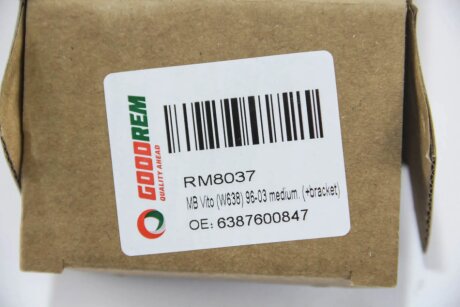 GOODREM
QUALITY AHEAD
RM8037
MB Vito (W638) 96-03 medium. (+bracket)
OE: 6387600847